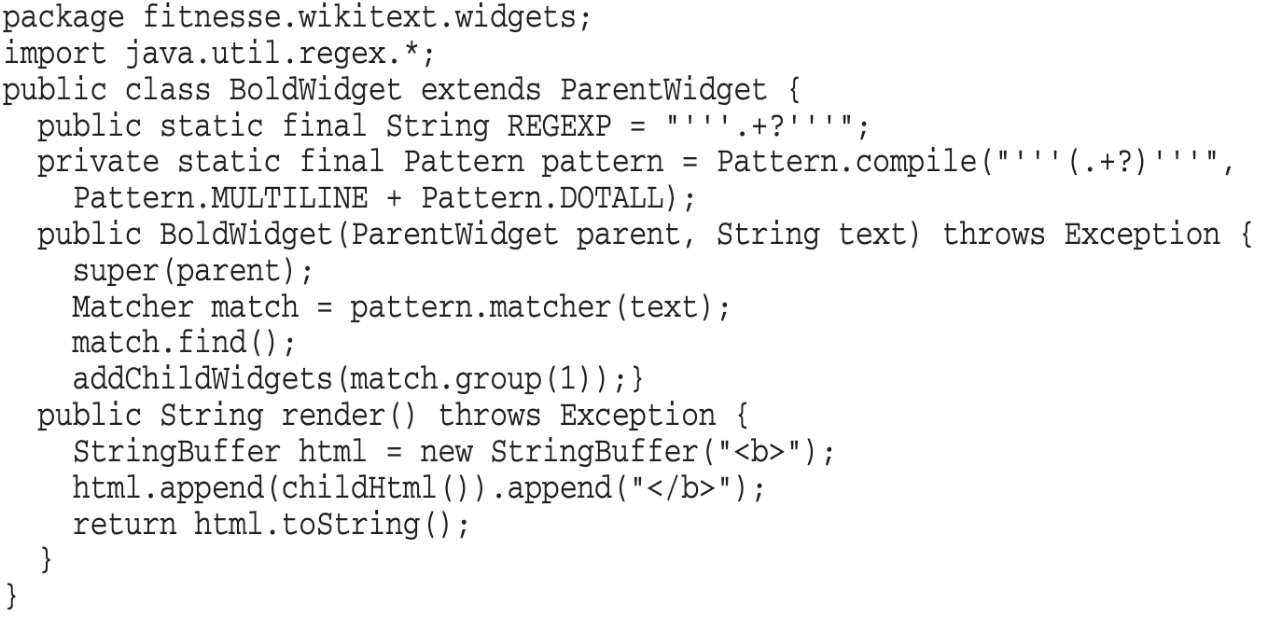 package fitnesse.wikitext.widgets;
import java.util.regex.*;
public class BoldWidget extends ParentWidget {
  public static final String REGEXP = "'''.+?'''";
  private static final Pattern pattern = Pattern.compile("'''(.+?)'''",
    Pattern.MULTILINE + Pattern.DOTALL);
  public BoldWidget(ParentWidget parent, String text) throws Exception {
    super(parent);
    Matcher match = pattern.matcher(text);
    match.find();
    addChildWidgets(match.group(1));}
  public String render() throws Exception {
    StringBuffer html = new StringBuffer("<b>");
    html.append(childHtml()).append("</b>");
    return html.toString();
  }
}